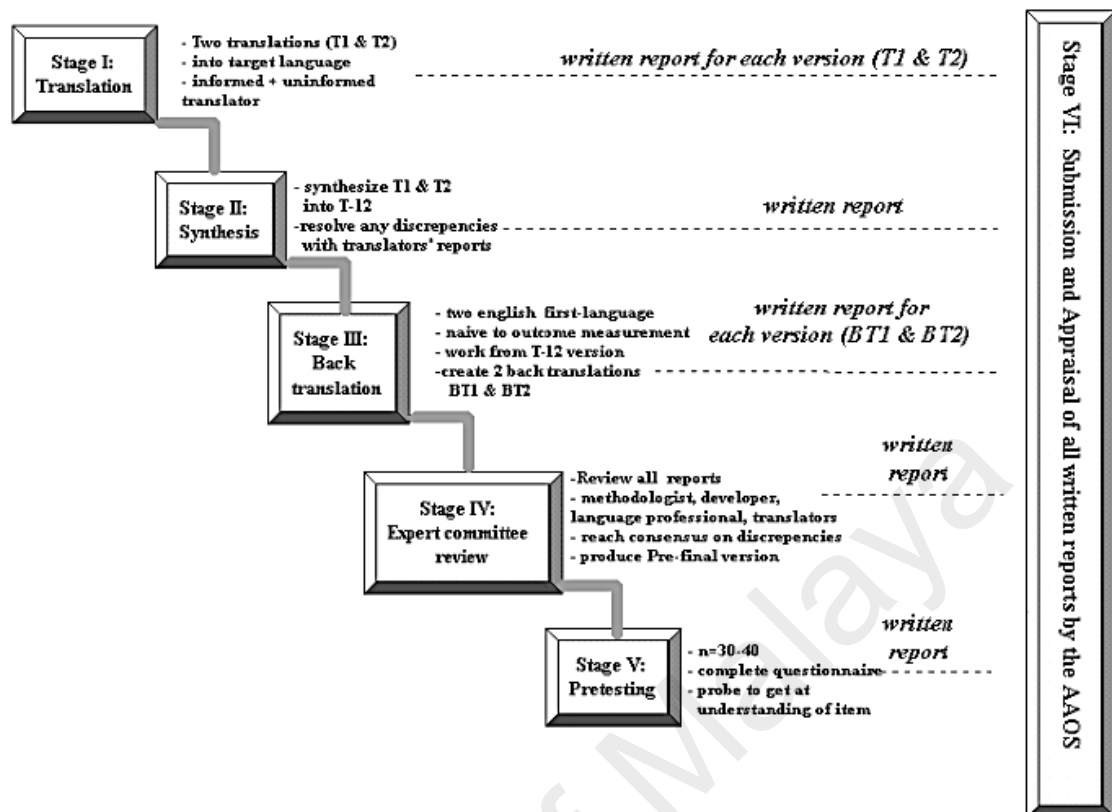 Stage I:
Translation
- Two translations (T1 & T2)
- into target language
- informed + uninformed
translator
written report for each version (T1 & T2)
Stage II:
Synthesis
- synthesize T1 & T2
into T-12
-resolve any discrepencies
with translators' reports
written report
Stage III:
Back
translation
- two english first-language
- naive to outcome measurement
- work from T-12 version
-create 2 back translations
BT1 & BT2
written report for
each version (BT1 & BT2)
Stage IV:
Expert committee
review
-Review all reports
- methodologist, developer,
language professional, translators
- reach consensus on discrepencies
- produce Pre-final version
written
report
Stage V:
Pretesting
- n=30-40
- complete questionnaire
- probe to get at
understanding of item
written
report
Stage VI: Submission and Appraisal of all written reports by the AAOS
of Malaya